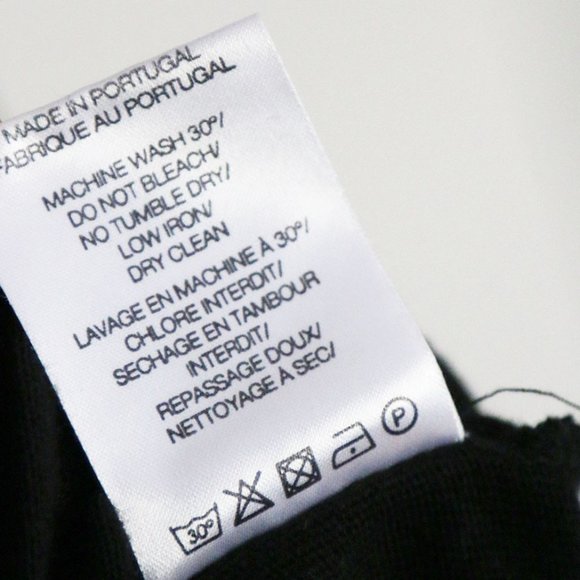 MADE IN PORTUGAL
FABRIQUE AU PORTUGAL
MACHINE WASH 30°/
DO NOT BLEACH/
NO TUMBLE DRY/
LOW IRON/
DRY CLEAN
LAVAGE EN MACHINE À 30°/
CHLORE INTERDIT/
SECHAGE EN TAMBOUR
INTERDIT/
REPASSAGE DOUX/
NETTOYAGE A SEC/
30° P